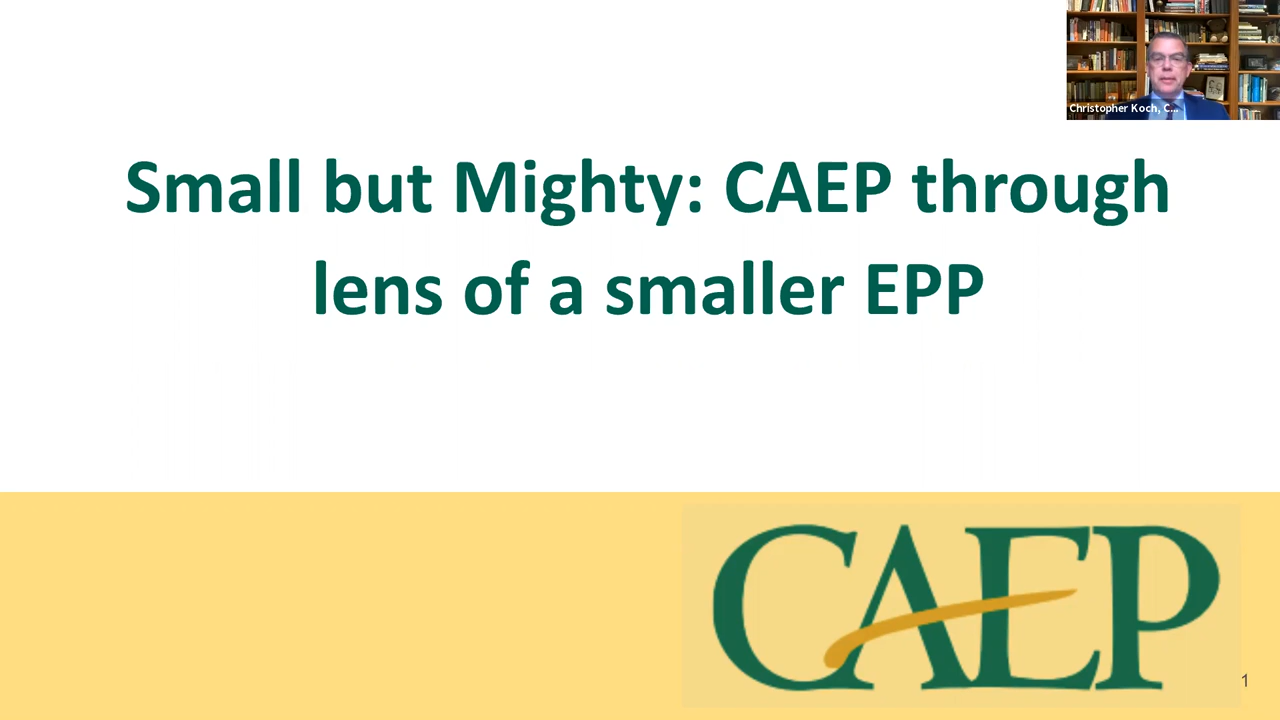 Christopher Koch, C...
Small but Mighty: CAEP through
lens of a smaller EPP
CAEP
1